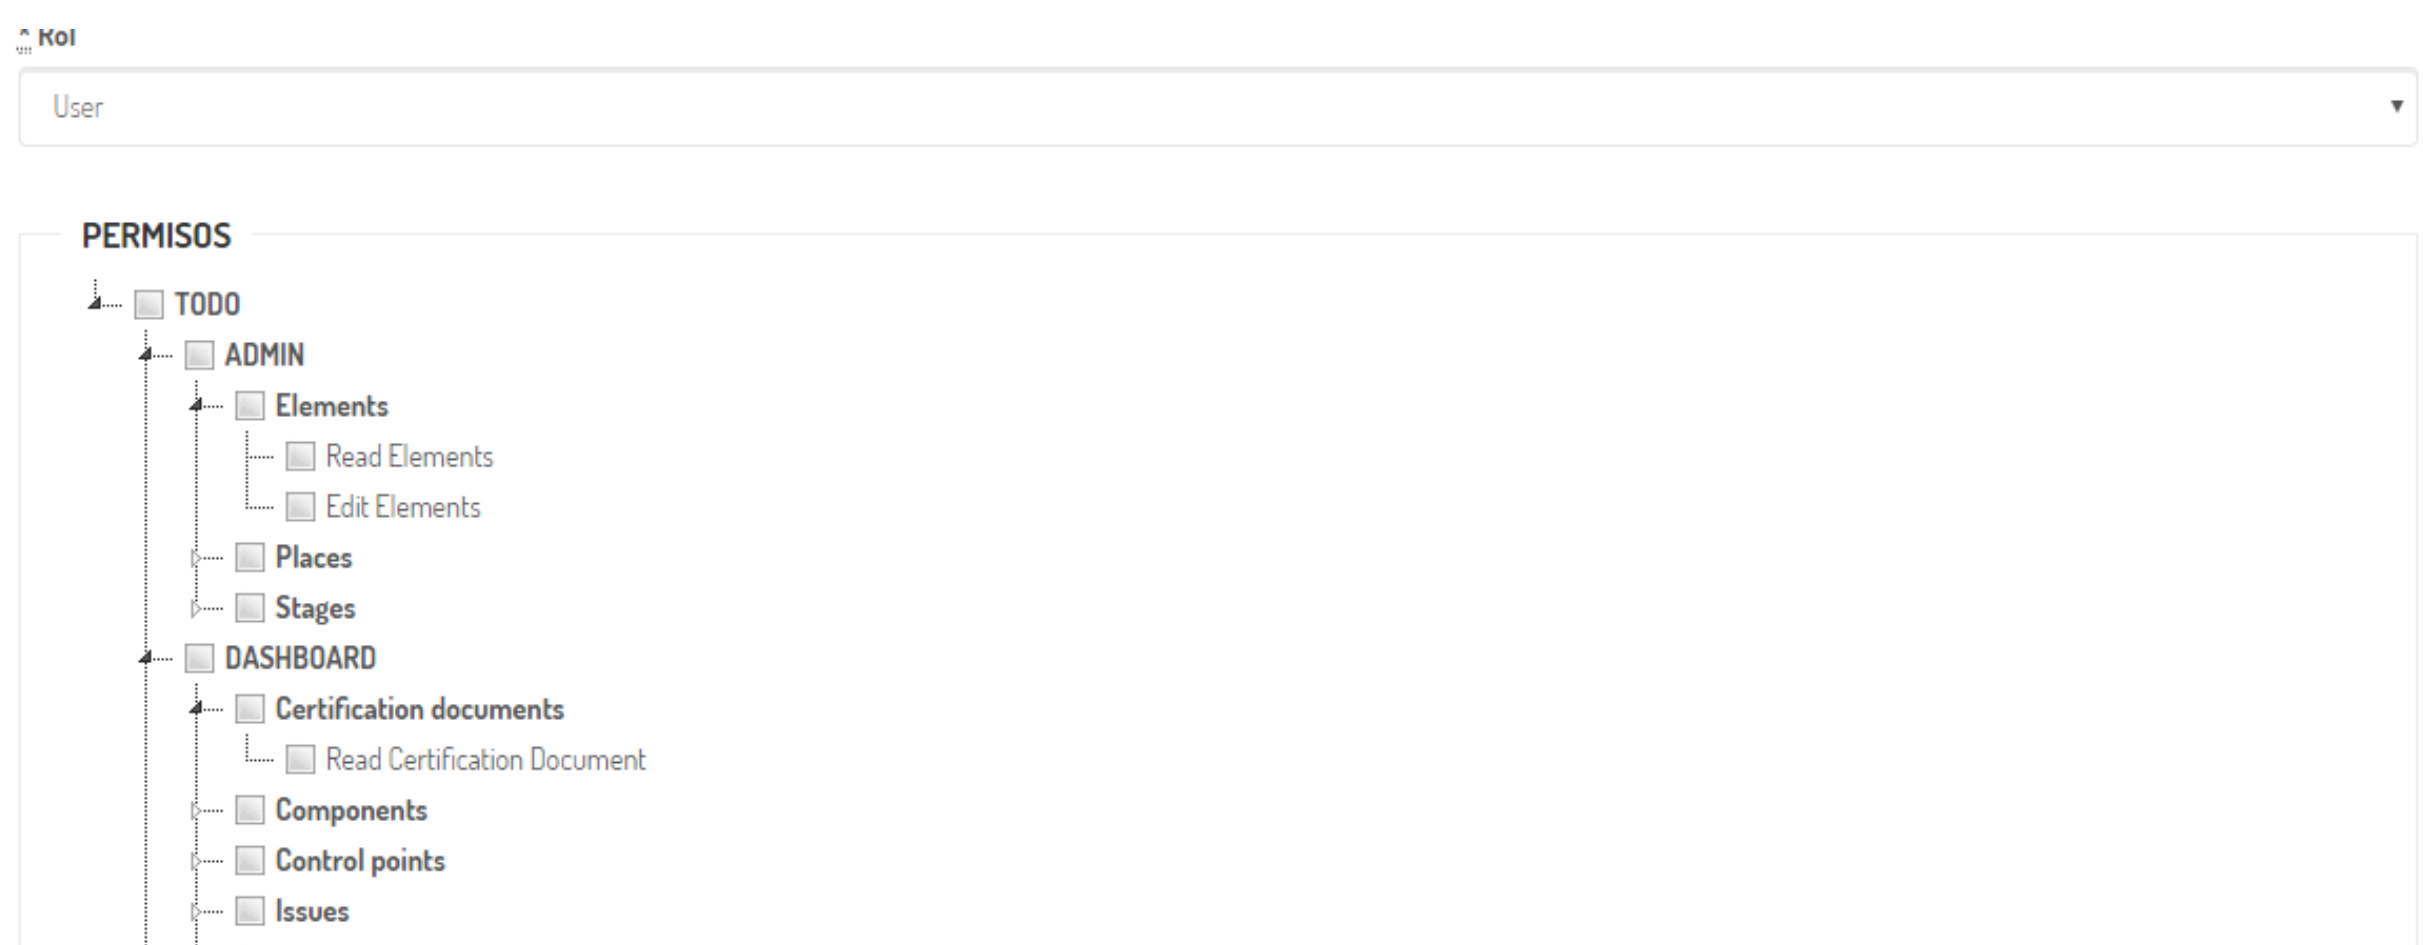 * Rol
User
PERMISOS
TODO
ADMIN
Elements
Read Elements
Edit Elements
Places
Stages
DASHBOARD
Certification documents
Read Certification Document
Components
Control points
Issues